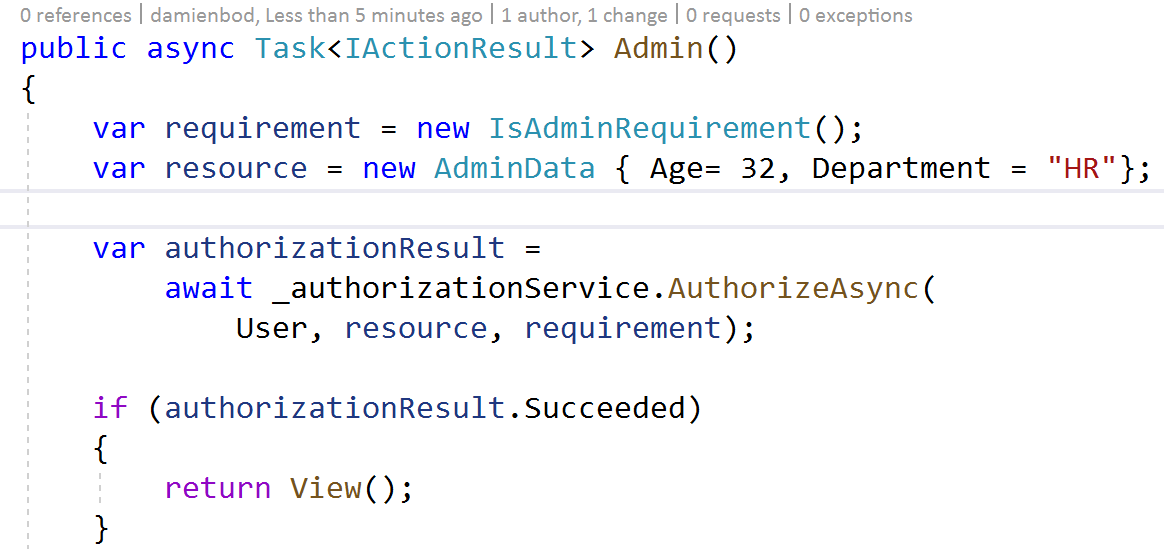 0 references | damienbod, Less than 5 minutes ago | 1 author, 1 change | 0 requests | 0 exceptions
public async Task<IActionResult> Admin()
{
    var requirement = new IsAdminRequirement();
    var resource = new AdminData { Age= 32, Department = "HR"};
    var authorizationResult =
        await _authorizationService.AuthorizeAsync(
            User, resource, requirement);
    if (authorizationResult.Succeeded)
    {
        return View();
    }